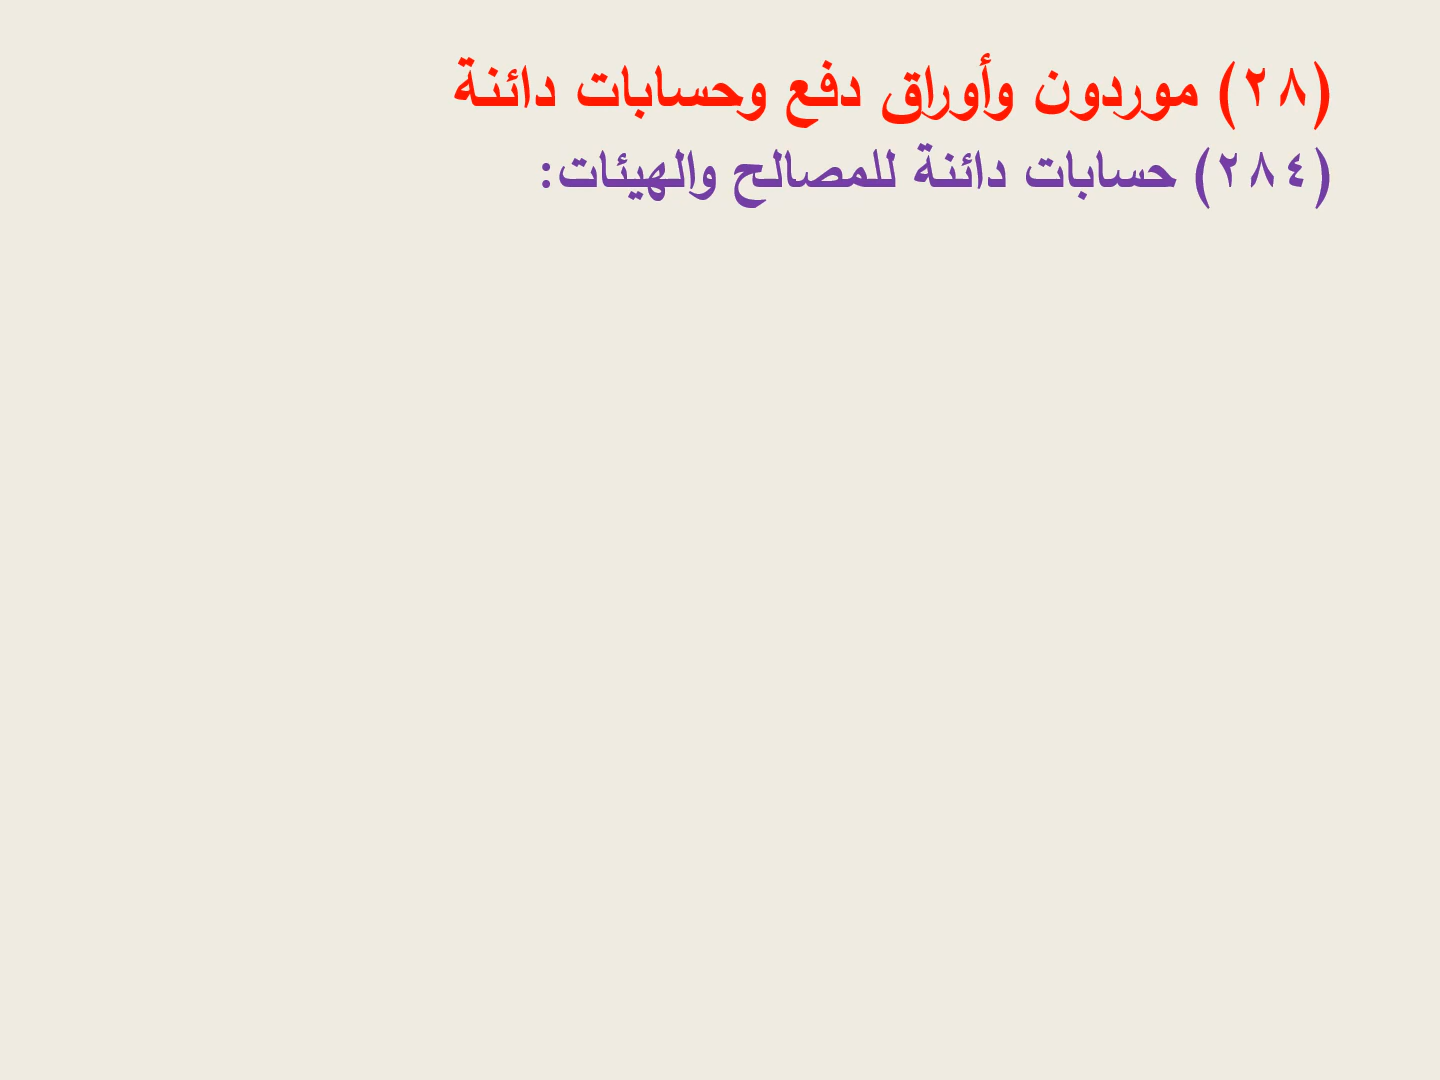 (٢٨) موردون وأوراق دفع وحسابات دائنة
(٢٨٤) حسابات دائنة للمصالح والهيئات: